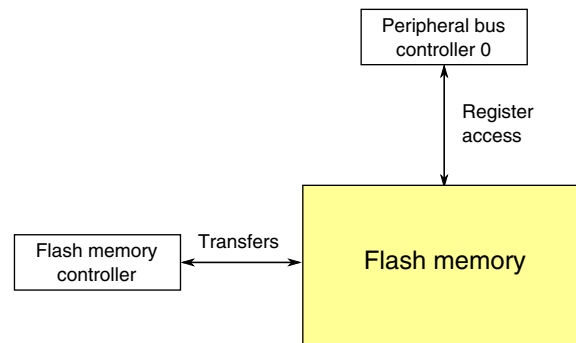 Peripheral bus
controller 0
Register
access
Transfers
Flash memory
controller
Flash memory